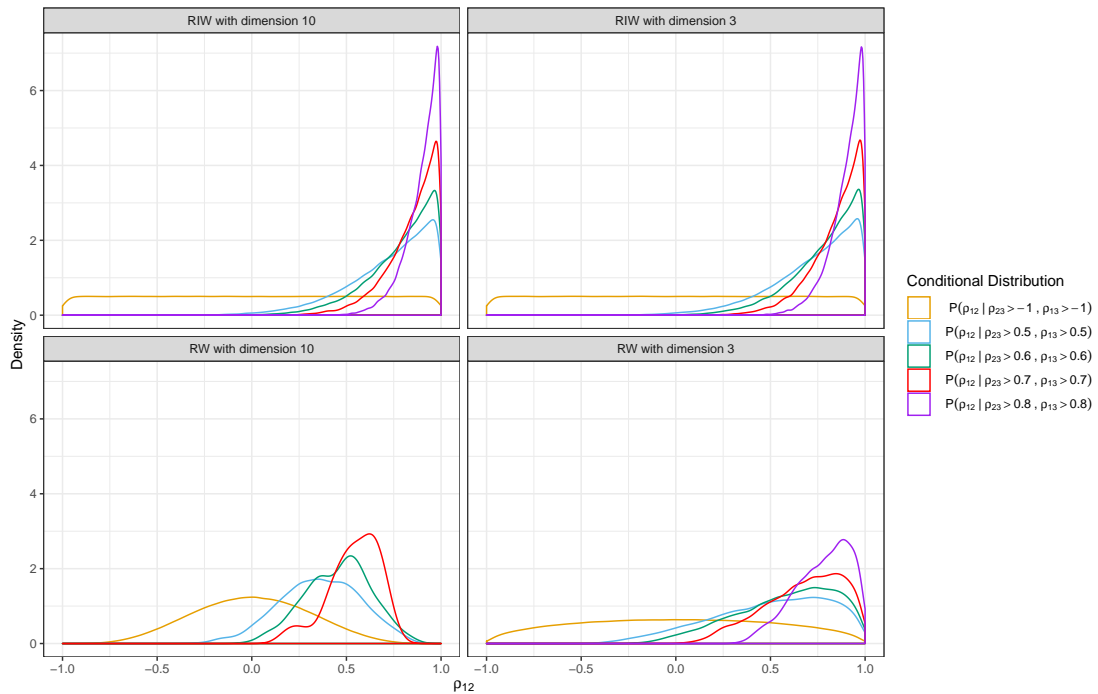 RIW with dimension 10
RIW with dimension 3
6
4
2
0
RW with dimension 10
RW with dimension 3
6
4
2
0
Density
−1.0 −0.5 0.0 0.5 1.0
−1.0 −0.5 0.0 0.5 1.0
ρ12
Conditional Distribution
P(ρ12 | ρ23 > −1 , ρ13 > −1)
P(ρ12 | ρ23 > 0.5 , ρ13 > 0.5)
P(ρ12 | ρ23 > 0.6 , ρ13 > 0.6)
P(ρ12 | ρ23 > 0.7 , ρ13 > 0.7)
P(ρ12 | ρ23 > 0.8 , ρ13 > 0.8)